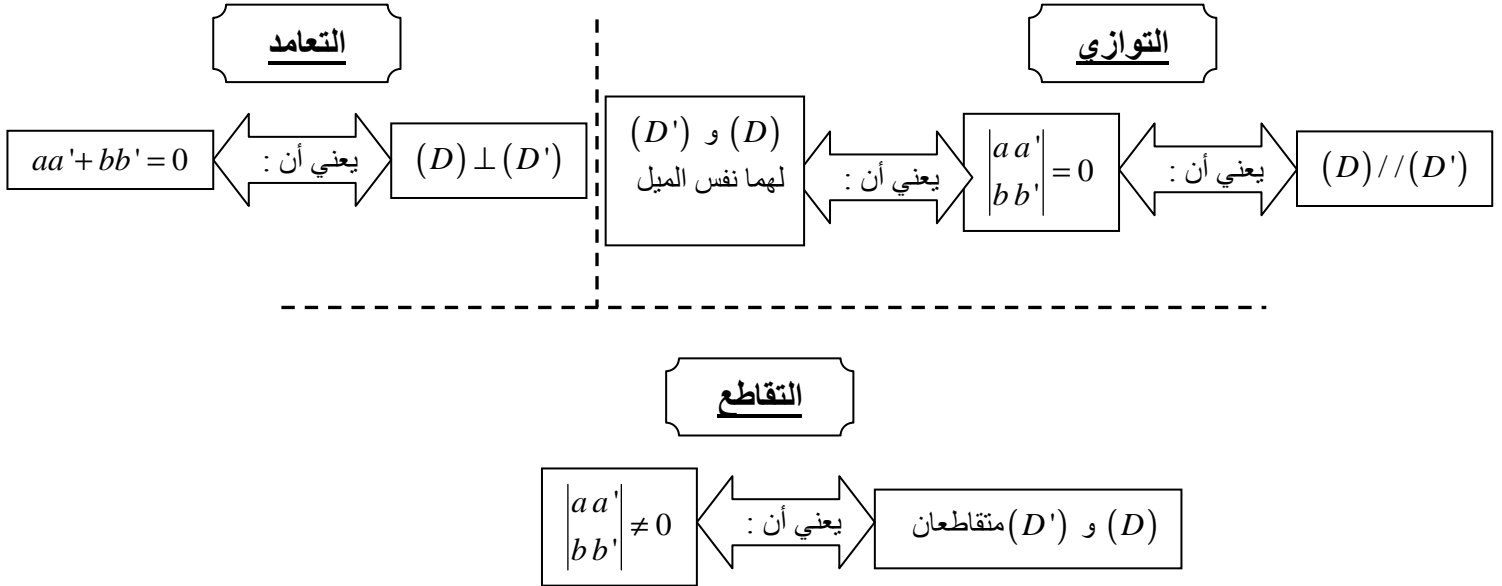 التوازي
(D)//(D')
يعني أن :
|a a'|
|b b'| = 0
يعني أن :
(D) و (D')
لهما نفس الميل
التعامد
(D) ⊥ (D')
يعني أن :
aa'+bb' = 0
التقاطع
(D) و (D') متقاطعان
يعني أن :
|a a'|
|b b'| ≠ 0